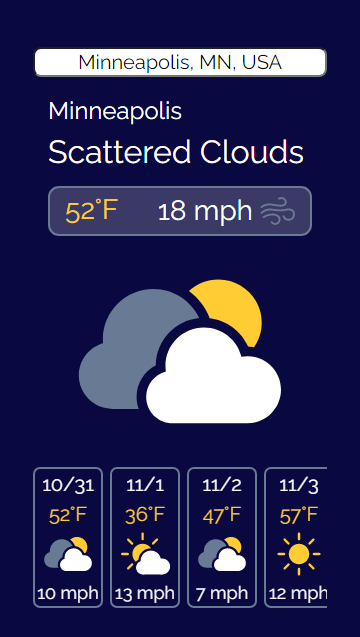 Minneapolis, MN, USA
Minneapolis
Scattered Clouds
52°F 18 mph
10/31 11/1 11/2 11/3
52°F 36°F 47°F 57°F
10 mph 13 mph 7 mph 12 mph